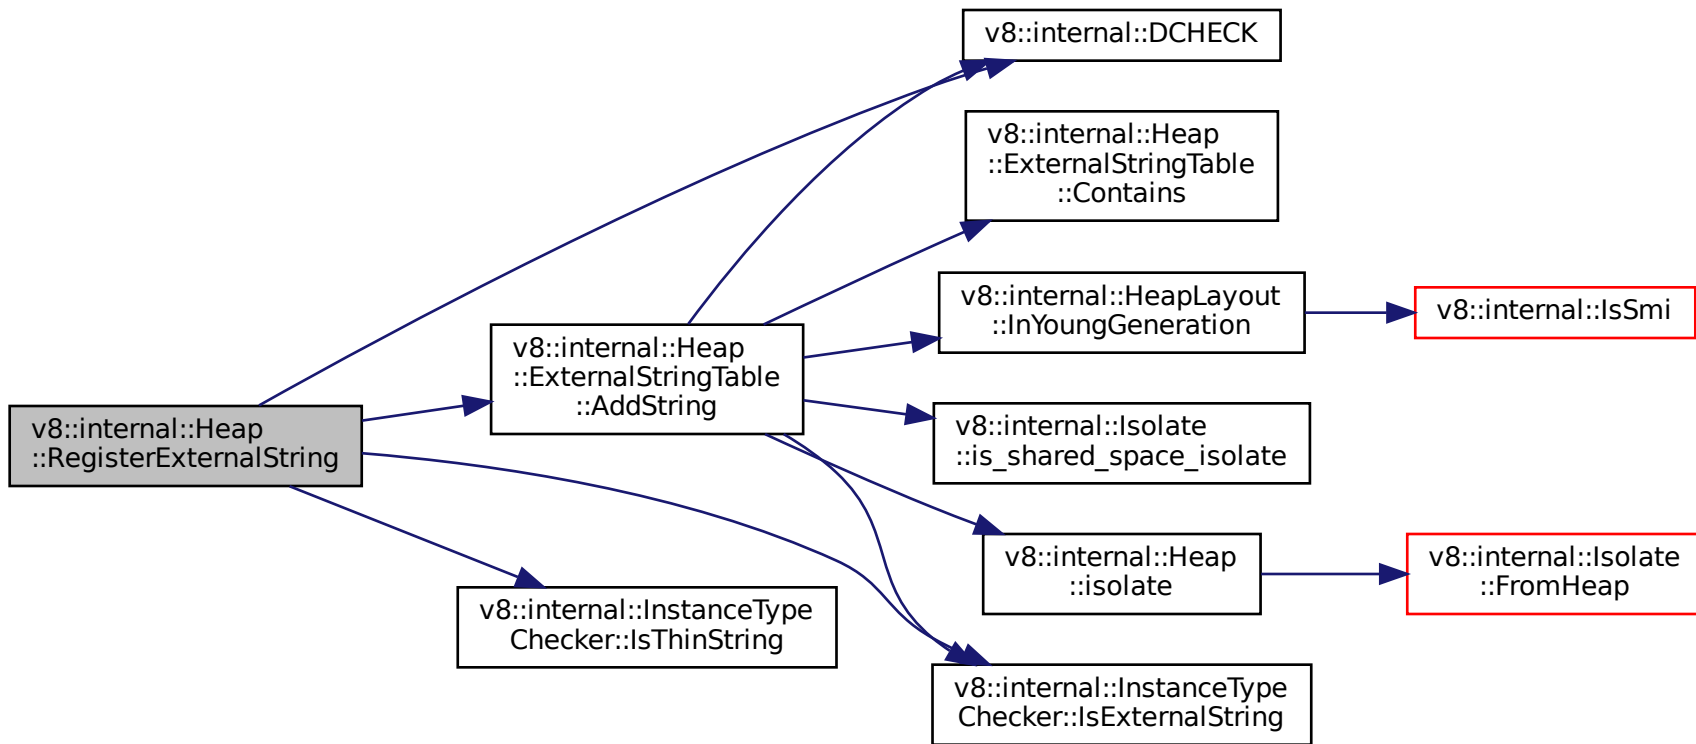 v8::internal::DCHECK
v8::internal::Heap
::ExternalStringTable
::Contains
v8::internal::HeapLayout
::InYoungGeneration
v8::internal::IsSmi
v8::internal::Heap
::ExternalStringTable
::AddString
v8::internal::Isolate
::is_shared_space_isolate
v8::internal::Heap
::RegisterExternalString
v8::internal::Heap
::isolate
v8::internal::Isolate
::FromHeap
v8::internal::InstanceType
Checker::IsThinString
v8::internal::InstanceType
Checker::IsExternalString